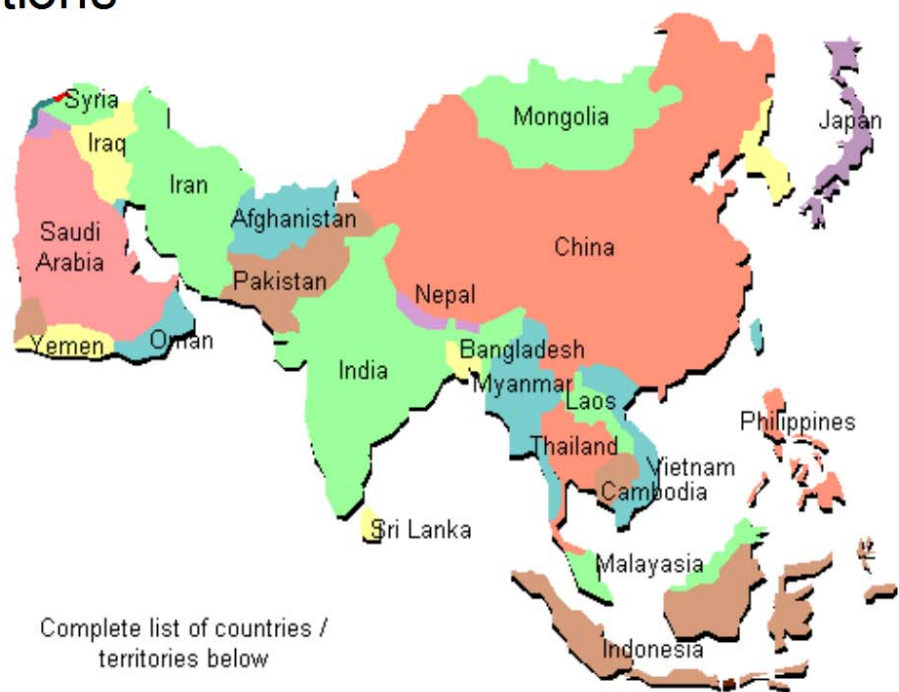 tions
Syria
Iraq
Iran
Mongolia
Japan
Afghanistan
Saudi
Arabia
China
Pakistan
Nepal
Yemen
Oman
Bangladesh
India
Myanmar
Laos
Philippines
Thailand
Vietnam
Cambodia
Sri Lanka
Malayasia
Complete list of countries /
territories below
Indonesia